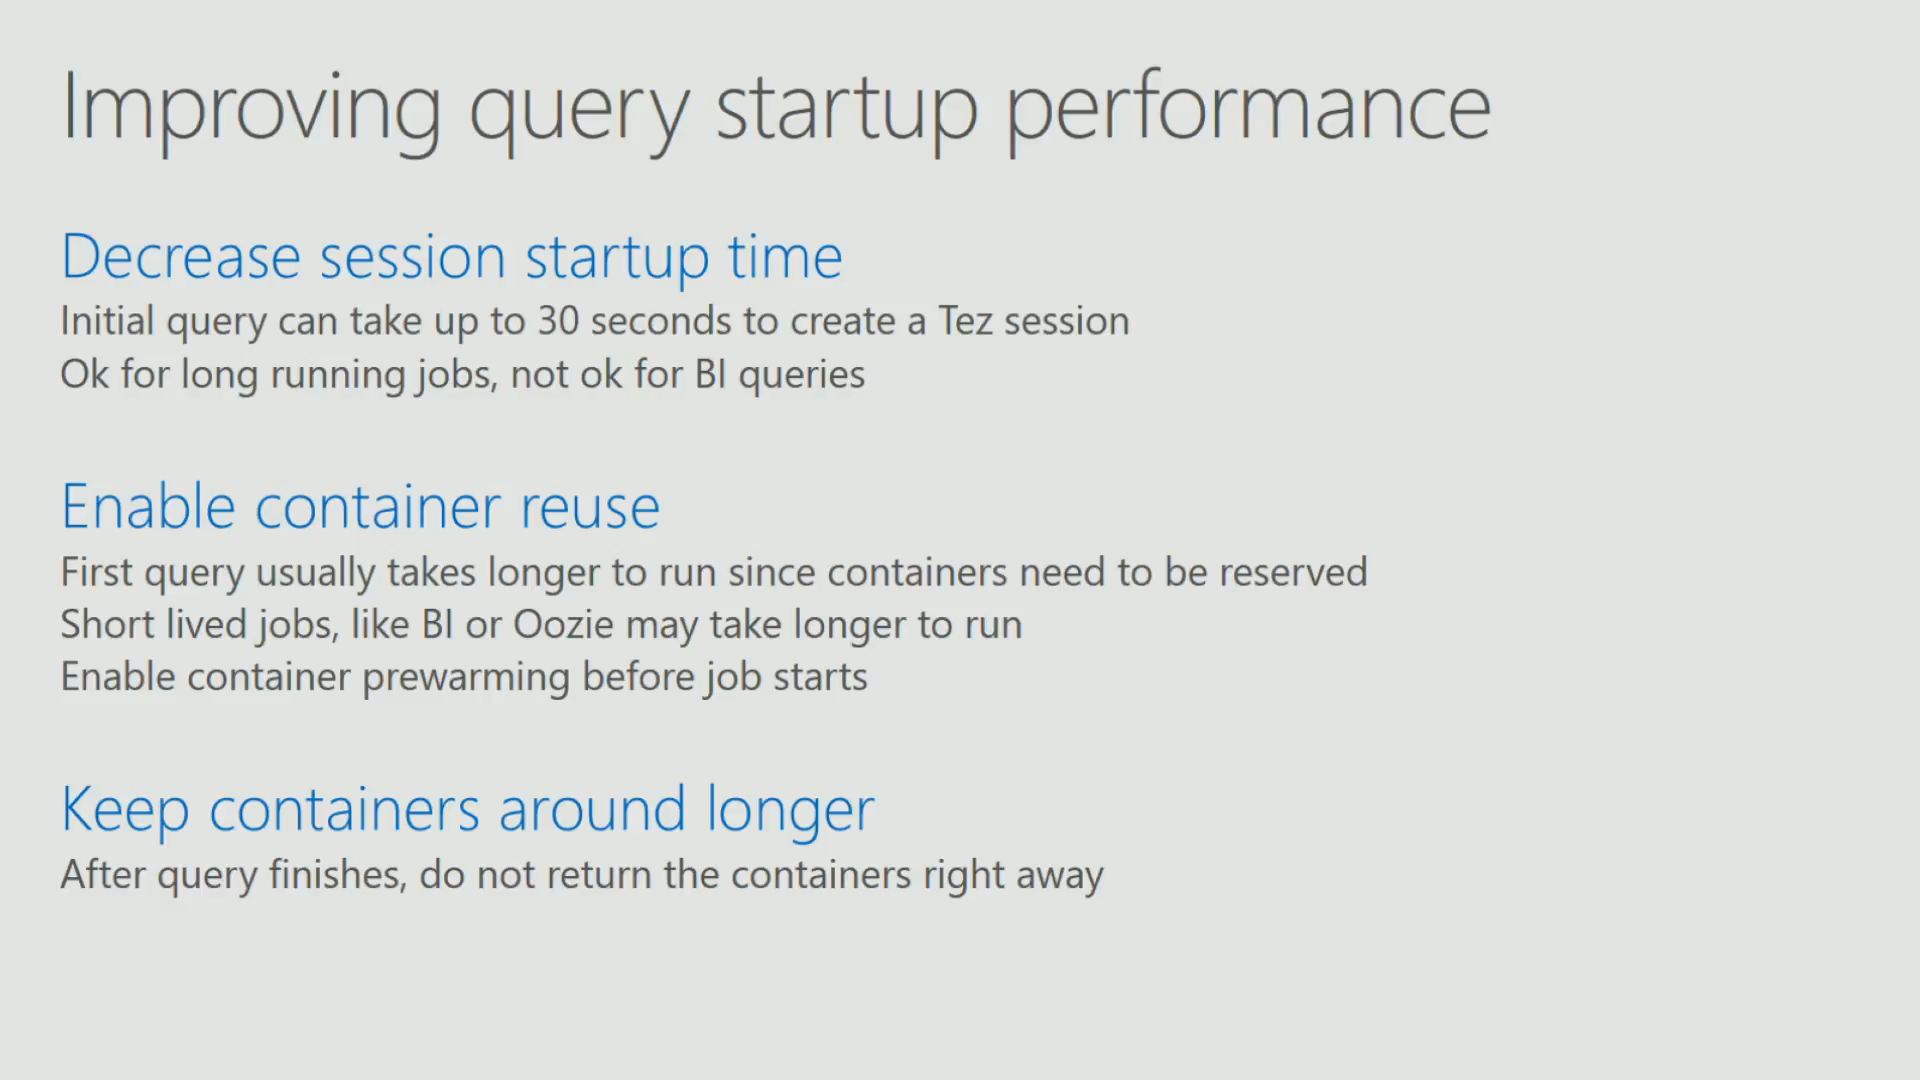 Improving query startup performance
Decrease session startup time
Initial query can take up to 30 seconds to create a Tez session
Ok for long running jobs, not ok for BI queries
Enable container reuse
First query usually takes longer to run since containers need to be reserved
Short lived jobs, like BI or Oozie may take longer to run
Enable container prewarming before job starts
Keep containers around longer
After query finishes, do not return the containers right away